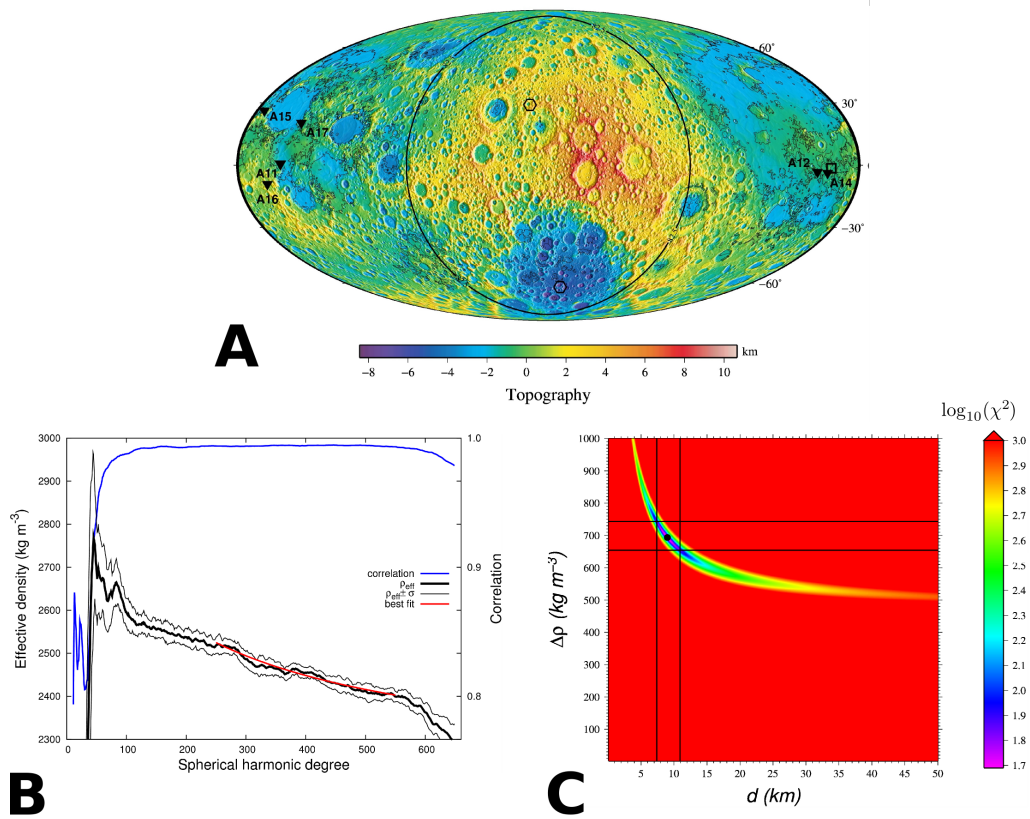 60°
30°
−30°
−60°
A15
A17
A11
A16
A12
A14
A
km
−8 −6 −4 −2 0 2 4 6 8 10
Topography
log₁₀(χ²)
3000
2900
2800
2700
2600
2500
2400
2300
Effective density (kg m⁻³)
0 100 200 300 400 500 600
Spherical harmonic degree
1.0
0.9
0.8
Correlation
correlation
ρeff
ρeff± σ
best fit
B
1000
900
800
700
600
500
400
300
200
100
Δρ (kg m⁻³)
5 10 15 20 25 30 35 40 45 50
d (km)
3.0
2.9
2.8
2.7
2.6
2.5
2.4
2.3
2.2
2.1
2.0
1.9
1.8
1.7
C